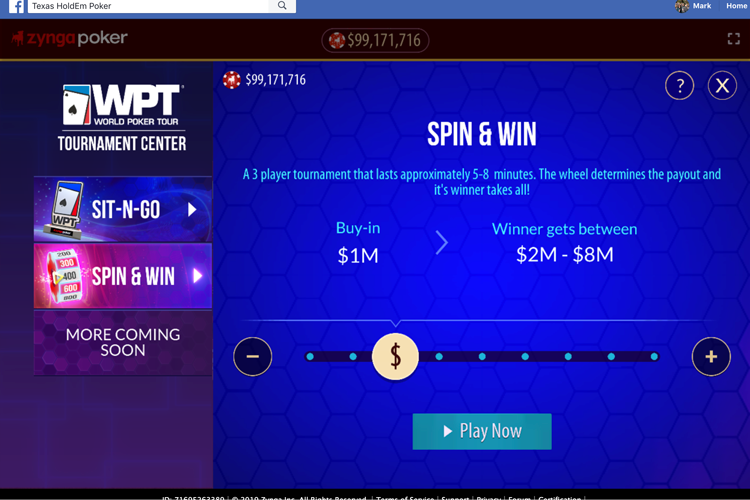 Texas HoldEm Poker
Mark
Home
zynga poker
$99,171,716
$99,171,716
?
X
WPT
WORLD POKER TOUR
TOURNAMENT CENTER
SPIN & WIN
A 3 player tournament that lasts approximately 5-8 minutes. The wheel determines the payout and
it's winner takes all!
WPT
SIT-N-GO
Buy-in
Winner gets between
$1M
$2M - $8M
200
300
400
600
SPIN & WIN
MORE COMING
SOON
$
Play Now
ID: 71605263389 | © 2019 Zynga Inc. All Rights Reserved. | Terms of Service | Support | Privacy | Forum | Certification |